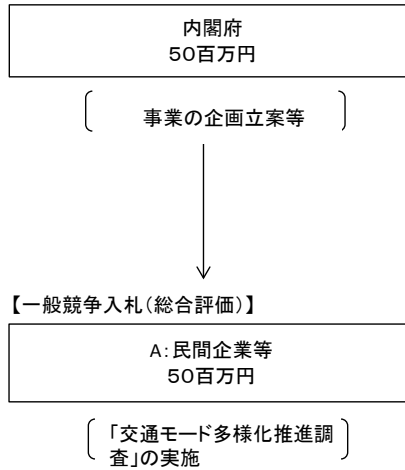 内閣府
50百万円
事業の企画立案等
【一般競争入札(総合評価)】
A:民間企業等
50百万円
「交通モード多様化推進調
査」の実施